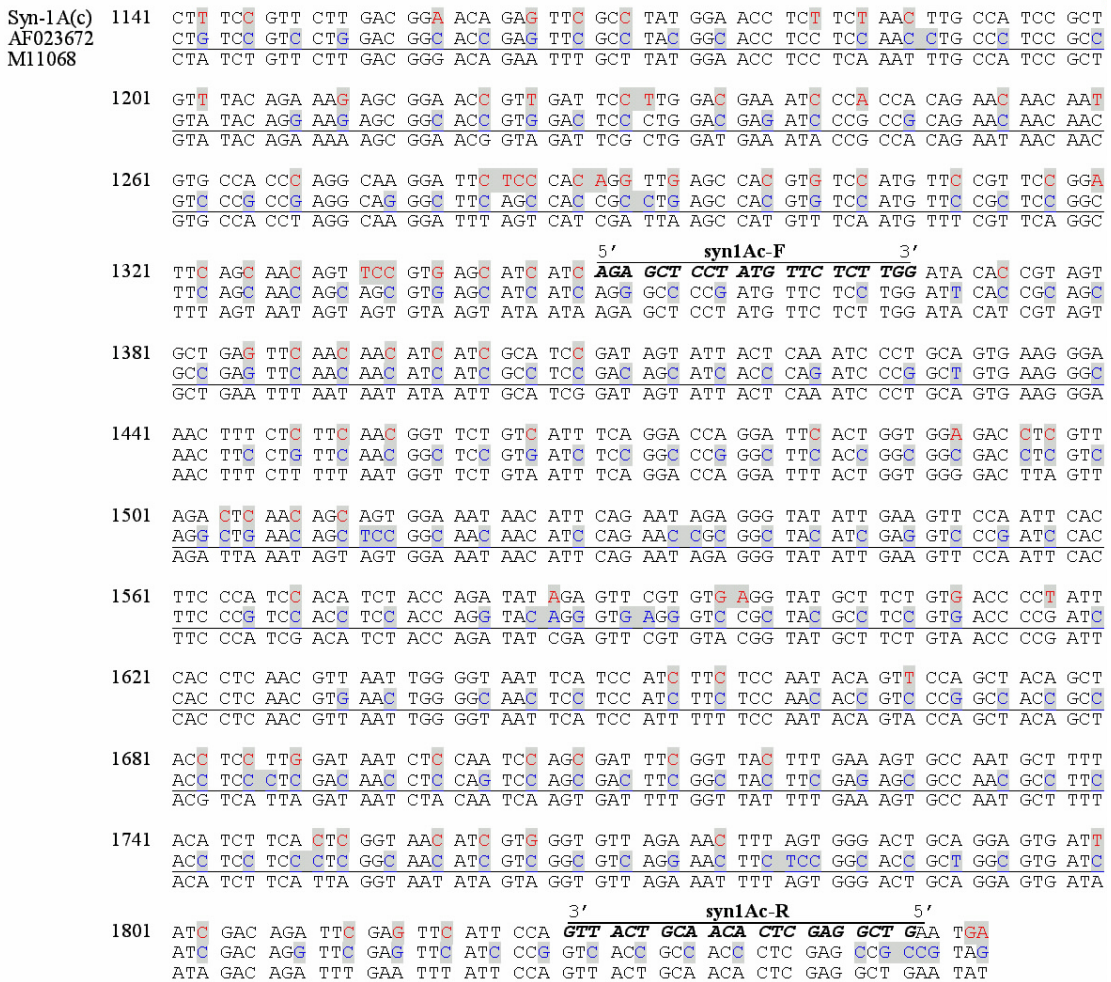 Syn-1A(c) 1141 CTT TCC GTT CTT GAC GGA ACA GAG TTC GCC TAT GGA ACC TCT TCT AAC TTG CCA TCC GCT
AF023672 CTG TCC GTC CTG GAC GGC ACC GAG TTC GCC TAC GGC ACC TCC TCC AAC CTG CCC TCC GCC
M11068 CTA TCT GTT CTT GAC GGG ACA GAA TTT GCT TAT GGA ACC TCC TCA AAT TTG CCA TCC GCT
1201 GTT TAC AGA AAG AGC GGA ACC GTT GAT TCC TTG GAC GAA ATC CCA CCA CAG AAC AAC AAT
GTA TAC AGG AAG AGC GGC ACC GTG GAC TCC CTG GAC GAG ATC CCG CCG CAG AAC AAC AAC
GTA TAC AGA AAA AGC GGA ACG GTA GAT TCG CTG GAT GAA ATA CCG CCA CAG AAT AAC AAC
1261 GTG CCA CCC AGG CAA GGA TTC TCC CAC AGG TTG AGC CAC GTG TCC ATG TTC CGT TCC GGA
GTC CCG CCG AGG CAG GGC TTC AGC CAC CGC CTG AGC CAC GTG TCC ATG TTC CGC TCC GGC
GTG CCA CCT AGG CAA GGA TTT AGT CAT CGA TTA AGC CAT GTT TCA ATG TTT CGT TCA GGC
5′ syn1Ac-F 3′
1321 TTC AGC AAC AGT TCC GTG AGC ATC ATC AGA GCT CCT ATG TTC TCT TGG ATA CAC CGT AGT
TTC AGC AAC AGC AGC GTG AGC ATC ATC AGG GCC CCG ATG TTC TCC TGG ATT CAC CGC AGC
TTT AGT AAT AGT AGT GTA AGT ATA ATA AGA GCT CCT ATG TTC TCT TGG ATA CAT CGT AGT
1381 GCT GAG TTC AAC AAC ATC ATC GCA TCC GAT AGT ATT ACT CAA ATC CCT GCA GTG AAG GGA
GCC GAG TTC AAC AAC ATC ATC GCC TCC GAC AGC ATC ACC CAG ATC CCG GCT GTG AAG GGC
GCT GAA TTT AAT AAT ATA ATT GCA TCG GAT AGT ATT ACT CAA ATC CCT GCA GTG AAG GGA
1441 AAC TTT CTC TTC AAC GGT TCT GTC ATT TCA GGA CCA GGA TTC ACT GGT GGA GAC CTC GTT
AAC TTC CTG TTC AAC GGC TCC GTG ATC TCC GGC CCG GGC TTC ACC GGC GGC GAC CTC GTC
AAC TTT CTT TTT AAT GGT TCT GTA ATT TCA GGA CCA GGA TTT ACT GGT GGG GAC TTA GTT
1501 AGA CTC AAC AGC AGT GGA AAT AAC ATT CAG AAT AGA GGG TAT ATT GAA GTT CCA ATT CAC
AGG CTG AAC AGC TCC GGC AAC AAC ATC CAG AAC CGC GGC TAC ATC GAG GTC CCG ATC CAC
AGA TTA AAT AGT AGT GGA AAT AAC ATT CAG AAT AGA GGG TAT ATT GAA GTT CCA ATT CAC
1561 TTC CCA TCC ACA TCT ACC AGA TAT AGA GTT CGT GTG AGG TAT GCT TCT GTG ACC CCT ATT
TTC CCG TCC ACC TCC ACC AGG TAC AGG GTG AGG GTC CGC TAC GCC TCC GTG ACC CCG ATC
TTC CCA TCG ACA TCT ACC AGA TAT CGA GTT CGT GTA CGG TAT GCT TCT GTA ACC CCG ATT
1621 CAC CTC AAC GTT AAT TGG GGT AAT TCA TCC ATC TTC TCC AAT ACA GTT CCA GCT ACA GCT
CAC CTC AAC GTG AAC TGG GGC AAC TCC TCC ATC TTC TCC AAC ACC GTC CCG GCC ACC GCC
CAC CTC AAC GTT AAT TGG GGT AAT TCA TCC ATT TTT TCC AAT ACA GTA CCA GCT ACA GCT
1681 ACC TCC TTG GAT AAT CTC CAA TCC AGC GAT TTC GGT TAC TTT GAA AGT GCC AAT GCT TTT
ACC TCC CTC GAC AAC CTC CAG TCC AGC GAC TTC GGC TAC TTC GAG AGC GCC AAC GCC TTC
ACG TCA TTA GAT AAT CTA CAA TCA AGT GAT TTT GGT TAT TTT GAA AGT GCC AAT GCT TTT
1741 ACA TCT TCA CTC GGT AAC ATC GTG GGT GTT AGA AAC TTT AGT GGG ACT GCA GGA GTG ATT
ACC TCC TCC CTC GGC AAC ATC GTC GGC GTC AGG AAC TTC TCC GGC ACC GCT GGC GTG ATC
ACA TCT TCA TTA GGT AAT ATA GTA GGT GTT AGA AAT TTT AGT GGG ACT GCA GGA GTG ATA
3′ syn1Ac-R 5′
1801 ATC GAC AGA TTC GAG TTC ATT CCA GTT ACT GCA ACA CTC GAG GCT GAA TGA
ATC GAC AGG TTC GAG TTC ATC CCG GTC ACC GCC ACC CTC GAG CCG CCG TAG
ATA GAC AGA TTT GAA TTT ATT CCA GTT ACT GCA ACA CTC GAG GCT GAA TAT